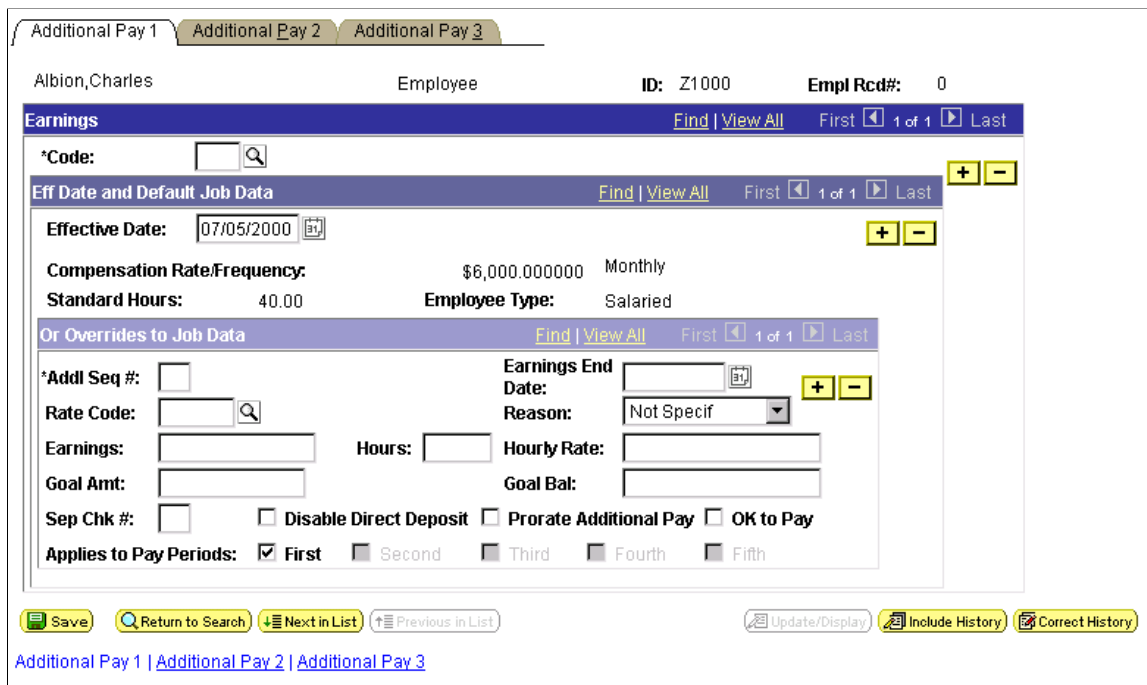 Additional Pay 1 Additional Pay 2 Additional Pay 3
Albion,Charles Employee ID: Z1000 Empl Rcd#: 0
Earnings Find | View All First 1 of 1 Last
*Code:
Eff Date and Default Job Data Find | View All First 1 of 1 Last
Effective Date: 07/05/2000 31
Compensation Rate/Frequency: $6,000.000000 Monthly
Standard Hours: 40.00 Employee Type: Salaried
Or Overrides to Job Data Find | View All First 1 of 1 Last
*Addl Seq #: Earnings End Date: 31
Rate Code: Reason: Not Specif
Earnings: Hours: Hourly Rate:
Goal Amt: Goal Bal:
Sep Chk #: Disable Direct Deposit Prorate Additional Pay OK to Pay
Applies to Pay Periods: First Second Third Fourth Fifth
Save Return to Search Next in List Previous in List Update/Display Include History Correct History
Additional Pay 1 | Additional Pay 2 | Additional Pay 3